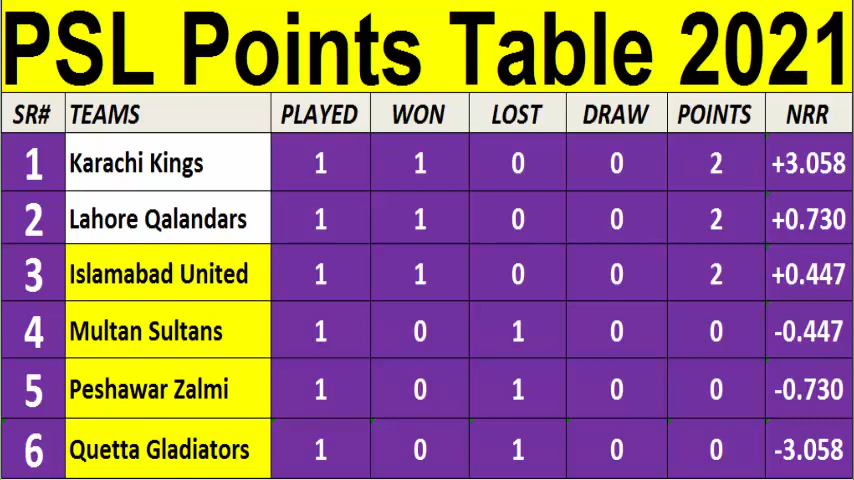 PSL Points Table 2021
SR# TEAMS PLAYED WON LOST DRAW POINTS NRR
1 Karachi Kings 1 1 0 0 2 +3.058
2 Lahore Qalandars 1 1 0 0 2 +0.730
3 Islamabad United 1 1 0 0 2 +0.447
4 Multan Sultans 1 0 1 0 0 -0.447
5 Peshawar Zalmi 1 0 1 0 0 -0.730
6 Quetta Gladiators 1 0 1 0 0 -3.058